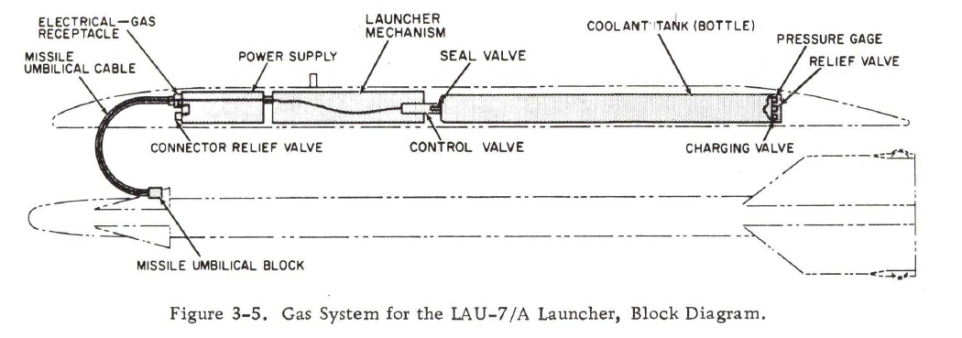 ELECTRICAL—GAS
RECEPTACLE
MISSILE
UMBILICAL CABLE
POWER SUPPLY
LAUNCHER
MECHANISM
SEAL VALVE
COOLANT TANK (BOTTLE)
PRESSURE GAGE
RELIEF VALVE
CONNECTOR RELIEF VALVE
CONTROL VALVE
CHARGING VALVE
MISSILE UMBILICAL BLOCK
Figure 3-5. Gas System for the LAU-7/A Launcher, Block Diagram.